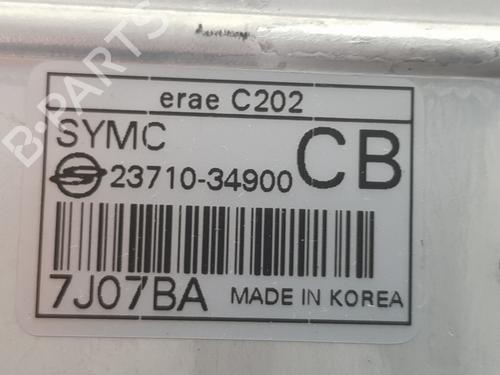 erae C202
SYMC
CB
23710-34900
7J07BA
MADE IN KOREA
B-PARTS